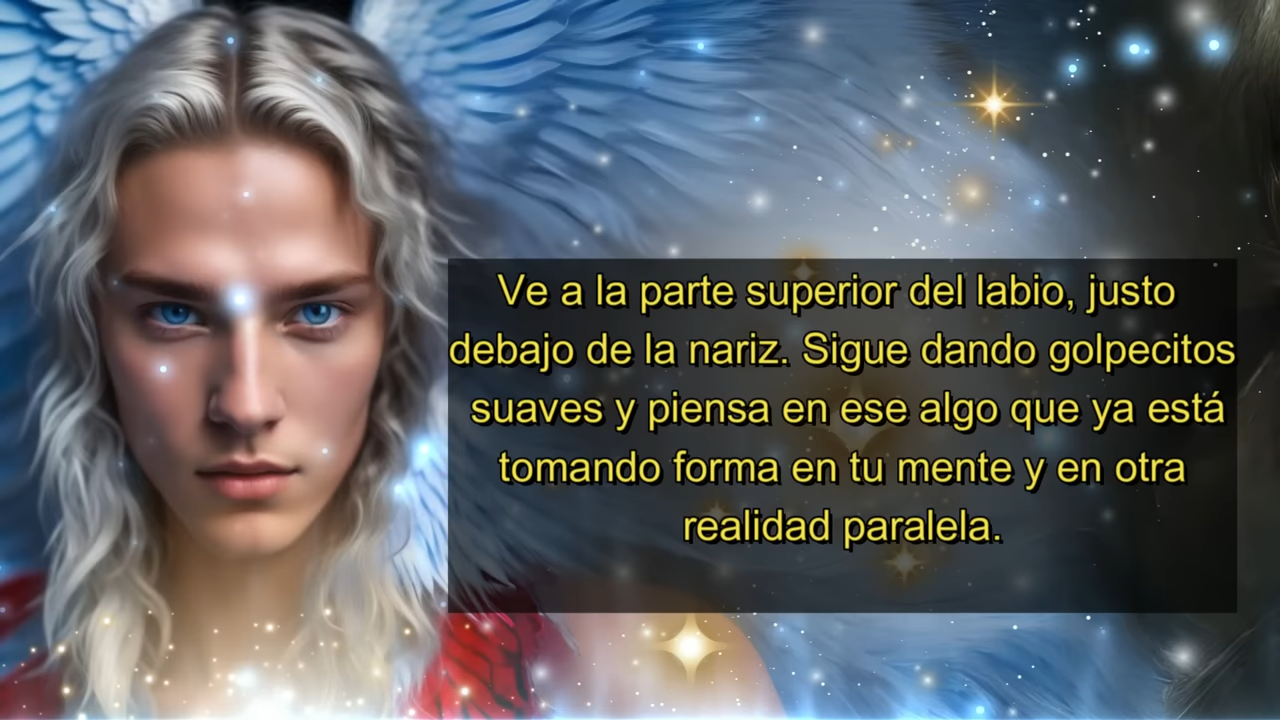 Ve a la parte superior del labio, justo
debajo de la nariz. Sigue dando golpecitos
suaves y piensa en ese algo que ya está
tomando forma en tu mente y en otra
realidad paralela.